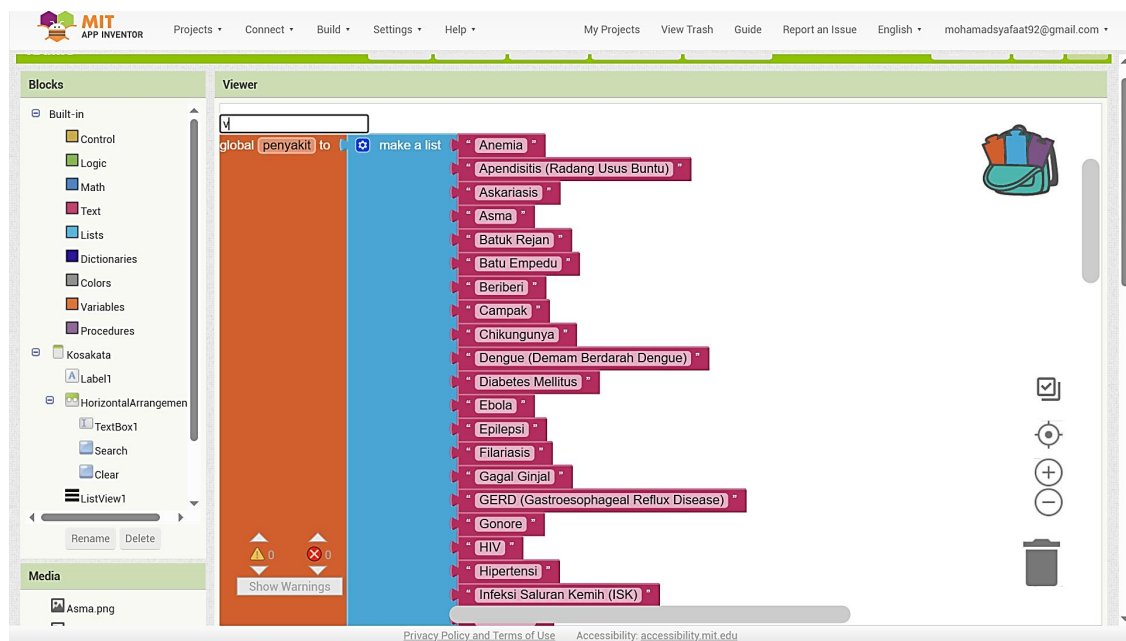 MIT
APP INVENTOR
Projects
Connect
Build
Settings
Help
My Projects
View Trash
Guide
Report an Issue
English
mohamadsyafaat92@gmail.com
Blocks
Viewer
Built-in
Control
Logic
Math
Text
Lists
Dictionaries
Colors
Variables
Procedures
Kosakata
Label1
HorizontalArrangemen
TextBox1
Search
Clear
ListView1
Rename
Delete
Media
Asma.png
v
global penyakit to make a list
" Anemia "
" Apendisitis (Radang Usus Buntu) "
" Askariasis "
" Asma "
" Batuk Rejan "
" Batu Empedu "
" Beriberi "
" Campak "
" Chikungunya "
" Dengue (Demam Berdarah Dengue) "
" Diabetes Mellitus "
" Ebola "
" Epilepsi "
" Filariasis "
" Gagal Ginjal "
" GERD (Gastroesophageal Reflux Disease) "
" Gonore "
" HIV "
" Hipertensi "
" Infeksi Saluran Kemih (ISK) "
0
0
Show Warnings
Privacy Policy and Terms of Use
Accessibility: accessibility.mit.edu